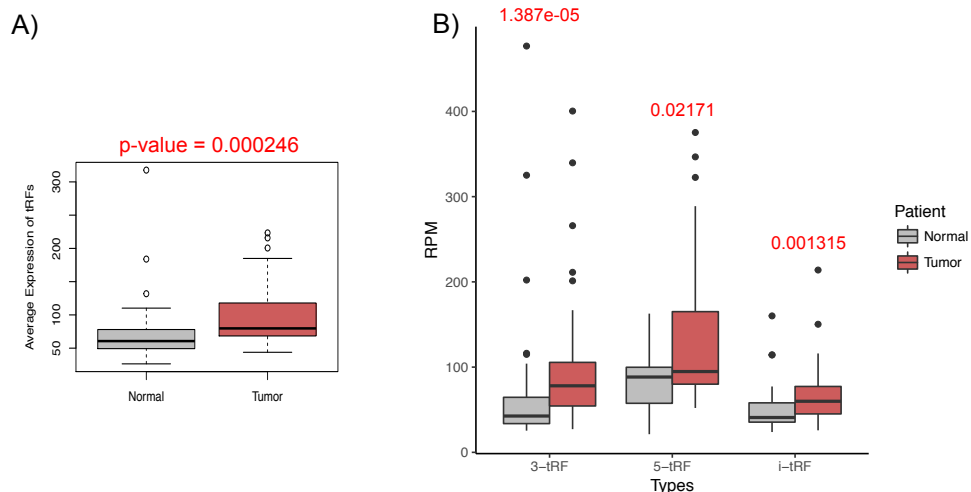 A)
p-value = 0.000246
Average Expression of tRFs
300
200
100
50
Normal
Tumor
B)
1.387e-05
0.02171
0.001315
RPM
400
300
200
100
0
3-tRF
5-tRF
i-tRF
Types
Patient
Normal
Tumor